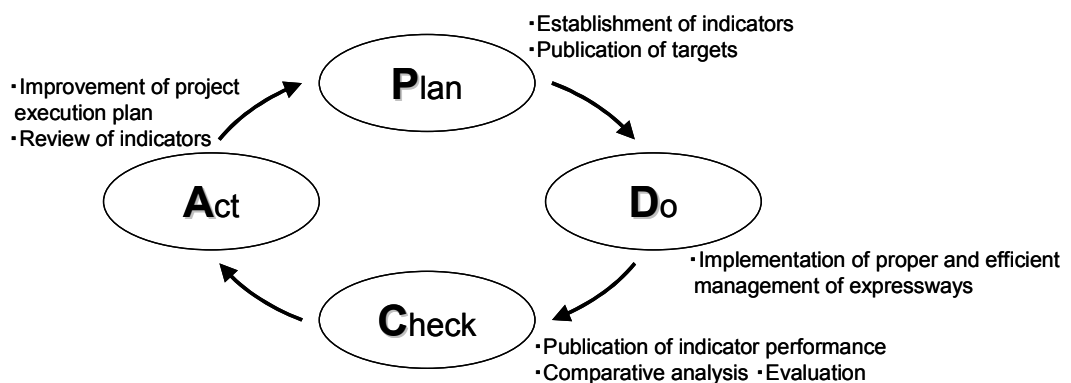 ・Establishment of indicators
・Publication of targets
Plan
・Improvement of project
execution plan
・Review of indicators
Act
Do
・Implementation of proper and efficient
management of expressways
Check
・Publication of indicator performance
・Comparative analysis ・Evaluation